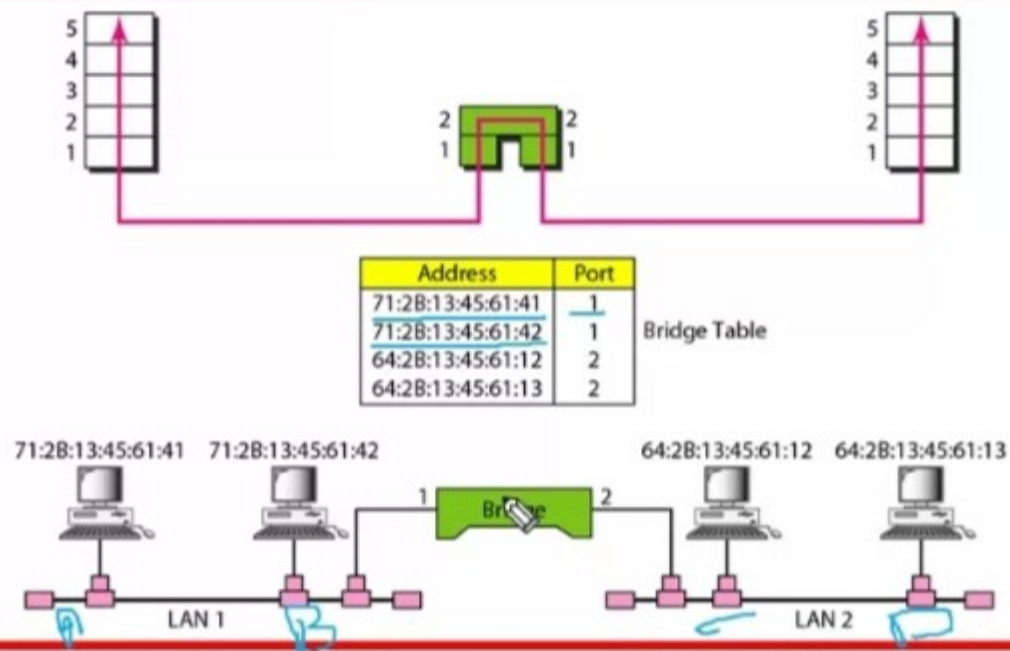 5 5
4 4
3 3
2 2 2 2
1 1 1 1
Address Port
71:2B:13:45:61:41 1
71:2B:13:45:61:42 1
64:2B:13:45:61:12 2
64:2B:13:45:61:13 2
Bridge Table
71:2B:13:45:61:41 71:2B:13:45:61:42 64:2B:13:45:61:12 64:2B:13:45:61:13
1 2
LAN 1 B LAN 2